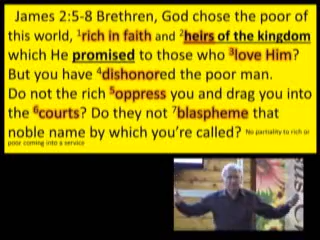 James 2:5-8 Brethren, God chose the poor of
this world, ¹rich in faith and ²heirs of the kingdom
which He promised to those who ³love Him?
But you have ⁴dishonored the poor man.
Do not the rich ⁵oppress you and drag you into
the ⁶courts? Do they not ⁷blaspheme that
noble name by which you're called? No partiality to rich or
poor coming into a service